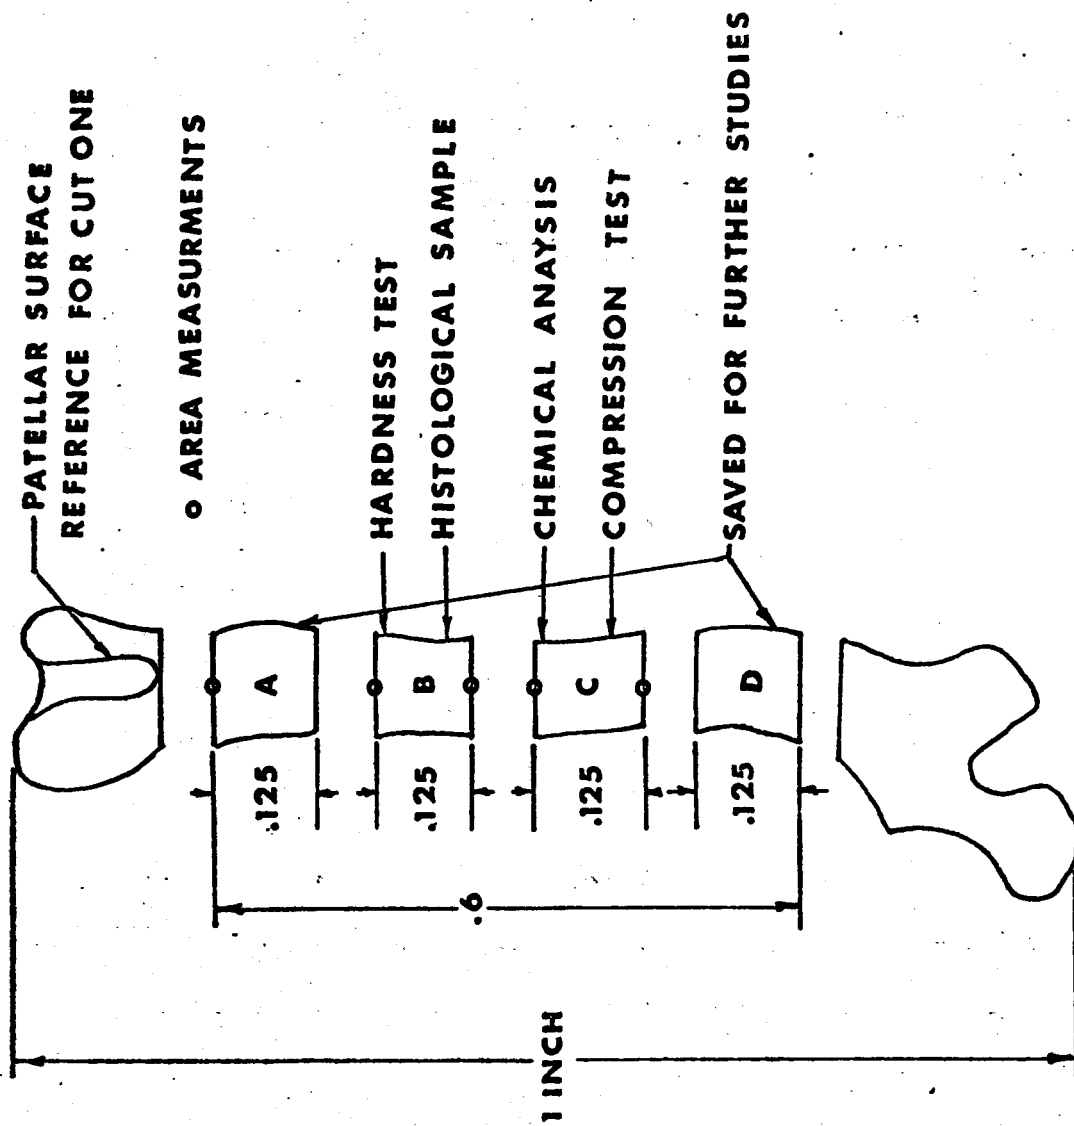 PATELLAR SURFACE
REFERENCE FOR CUT ONE
o AREA MEASURMENTS
HARDNESS TEST
HISTOLOGICAL SAMPLE
CHEMICAL ANAYSIS
COMPRESSION TEST
SAVED FOR FURTHER STUDIES
A
B
C
D
.125
.125
.125
.125
.6
1 INCH